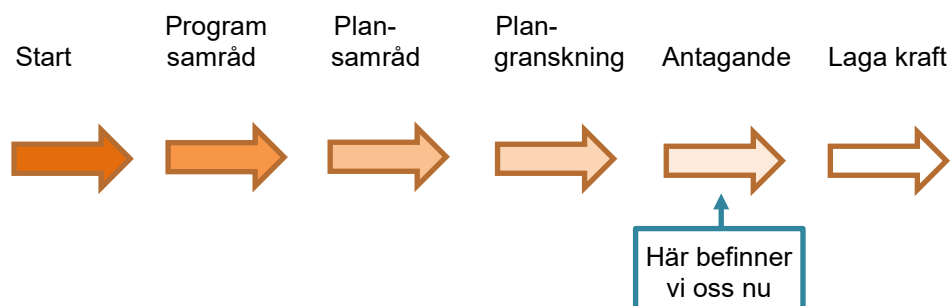 Start
Program
samråd
Plan-
samråd
Plan-
granskning
Antagande
Laga kraft
Här befinner
vi oss nu